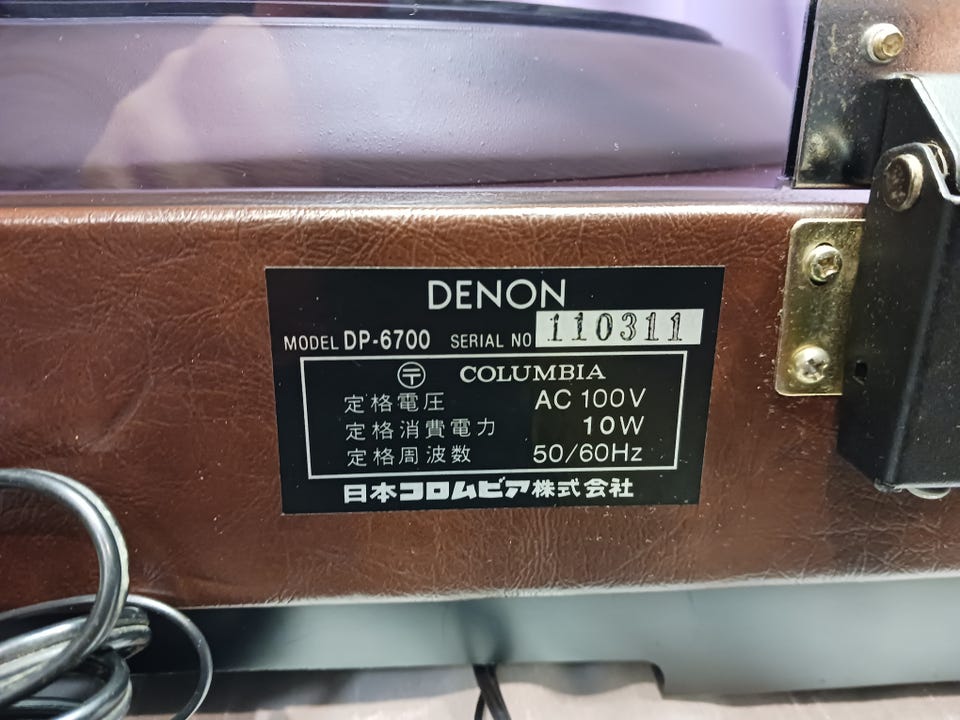 DENON
MODEL DP-6700 SERIAL NO 110311
〶 COLUMBIA
定格電圧 AC 100V
定格消費電力 10W
定格周波数 50/60Hz
日本コロムビア株式会社